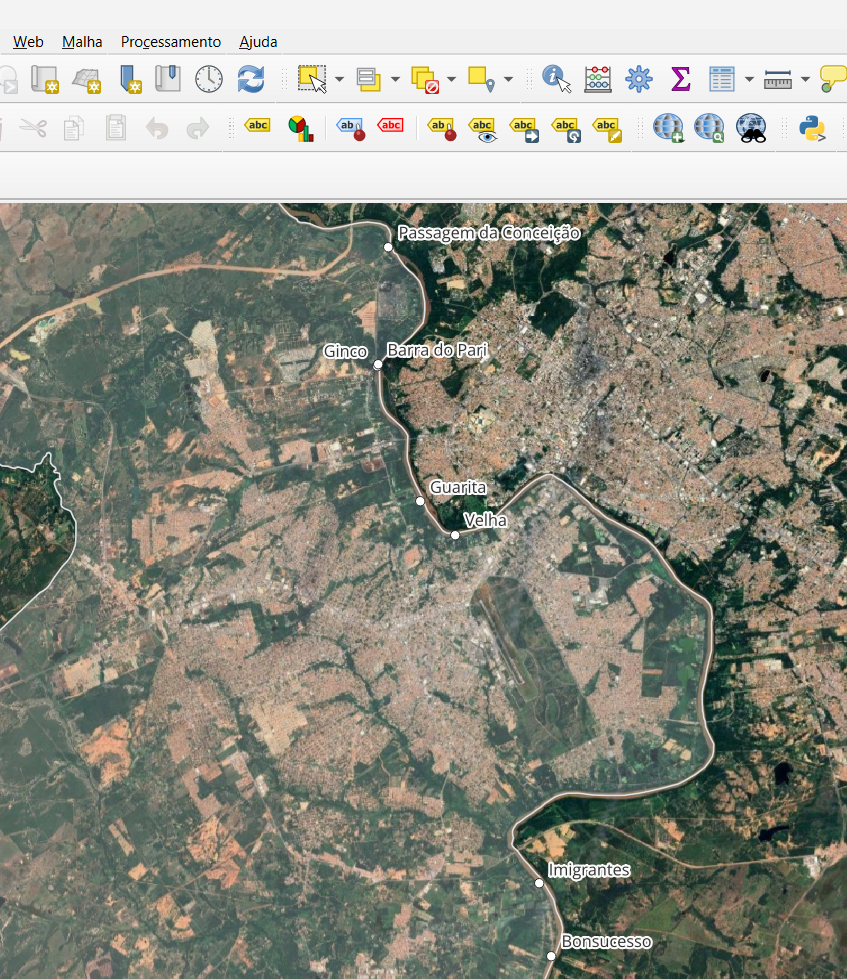 Web Malha Processamento Ajuda
abc ab abc ab abc abc abc abc
Passagem da Conceição
Ginco Barra do Pari
Guarita
Velha
Imigrantes
Bonsucesso